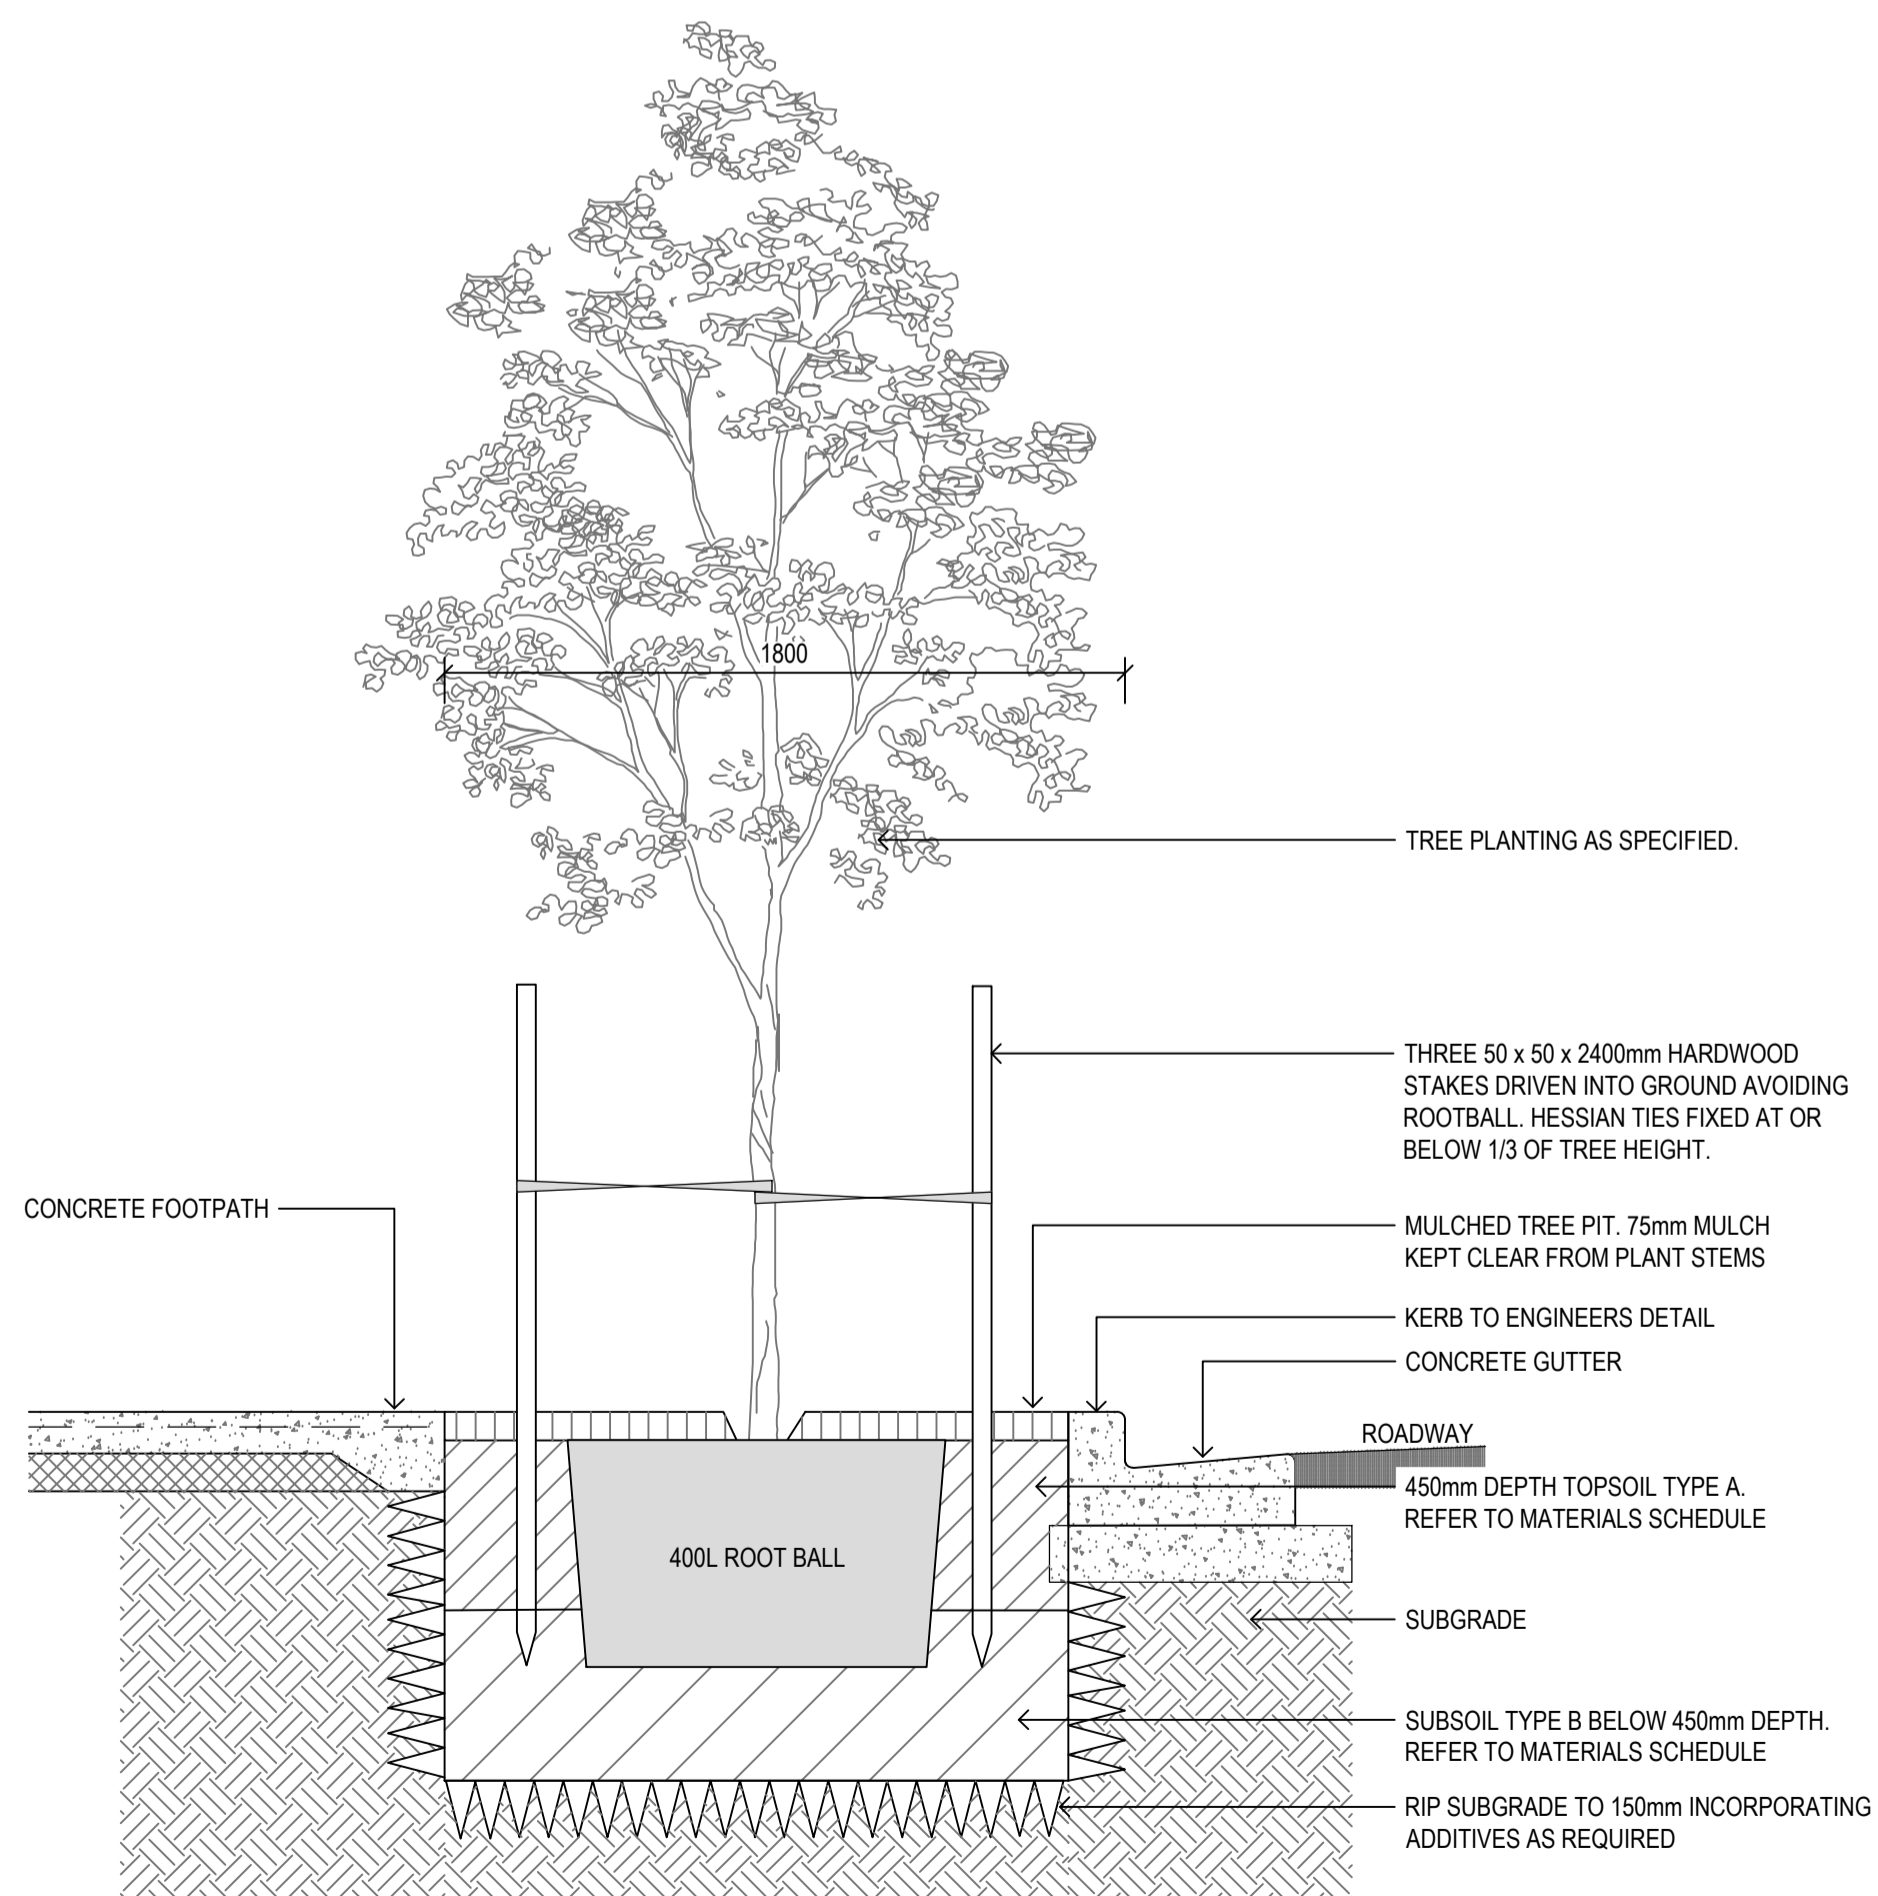 1800
TREE PLANTING AS SPECIFIED.
THREE 50 x 50 x 2400mm HARDWOOD
STAKES DRIVEN INTO GROUND AVOIDING
ROOTBALL. HESSIAN TIES FIXED AT OR
BELOW 1/3 OF TREE HEIGHT.
CONCRETE FOOTPATH
MULCHED TREE PIT. 75mm MULCH
KEPT CLEAR FROM PLANT STEMS
KERB TO ENGINEERS DETAIL
CONCRETE GUTTER
ROADWAY
450mm DEPTH TOPSOIL TYPE A.
REFER TO MATERIALS SCHEDULE
400L ROOT BALL
SUBGRADE
SUBSOIL TYPE B BELOW 450mm DEPTH.
REFER TO MATERIALS SCHEDULE
RIP SUBGRADE TO 150mm INCORPORATING
ADDITIVES AS REQUIRED